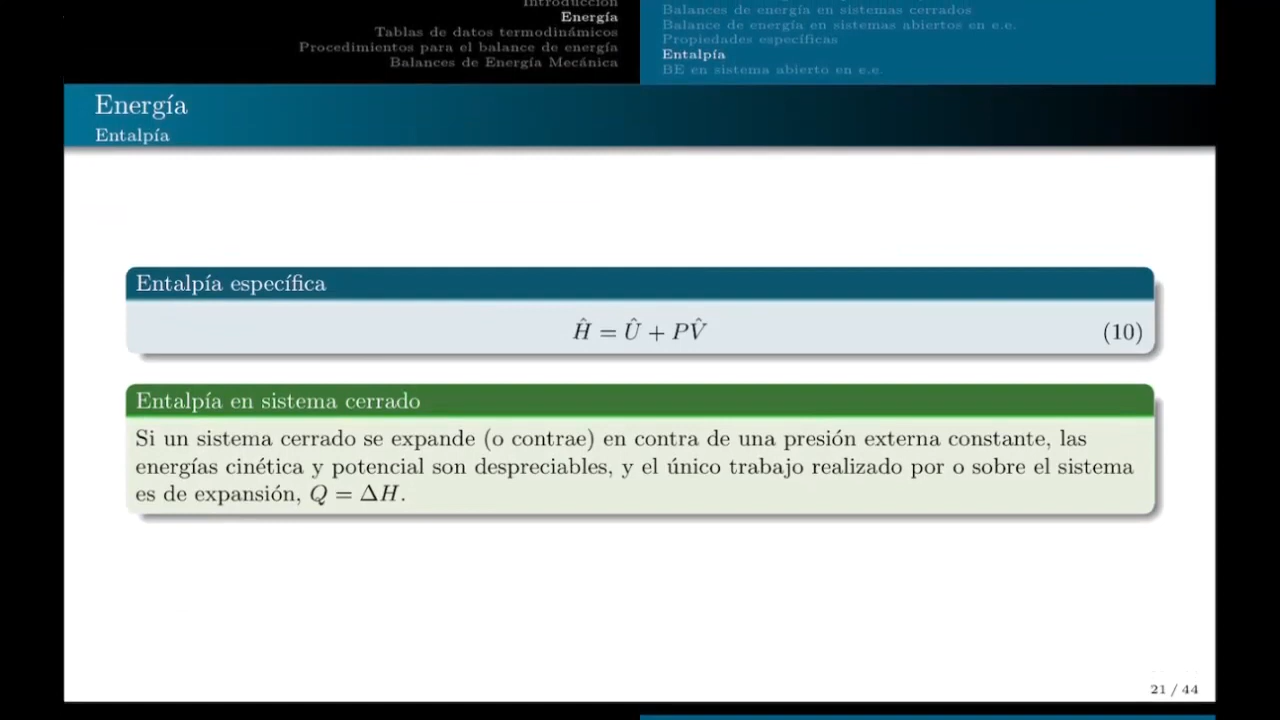 Introducción
Energía
Tablas de datos termodinámicos
Procedimientos para el balance de energía
Balances de Energía Mecánica
Balances de energía en sistemas cerrados
Balance de energía en sistemas abiertos en e.e.
Propiedades específicas
Entalpía
BE en sistema abierto en e.e.
Energía
Entalpía
Entalpía específica
Ĥ = Û + PV̂ (10)
Entalpía en sistema cerrado
Si un sistema cerrado se expande (o contrae) en contra de una presión externa constante, las
energías cinética y potencial son despreciables, y el único trabajo realizado por o sobre el sistema
es de expansión, Q = ΔH.
21 / 44